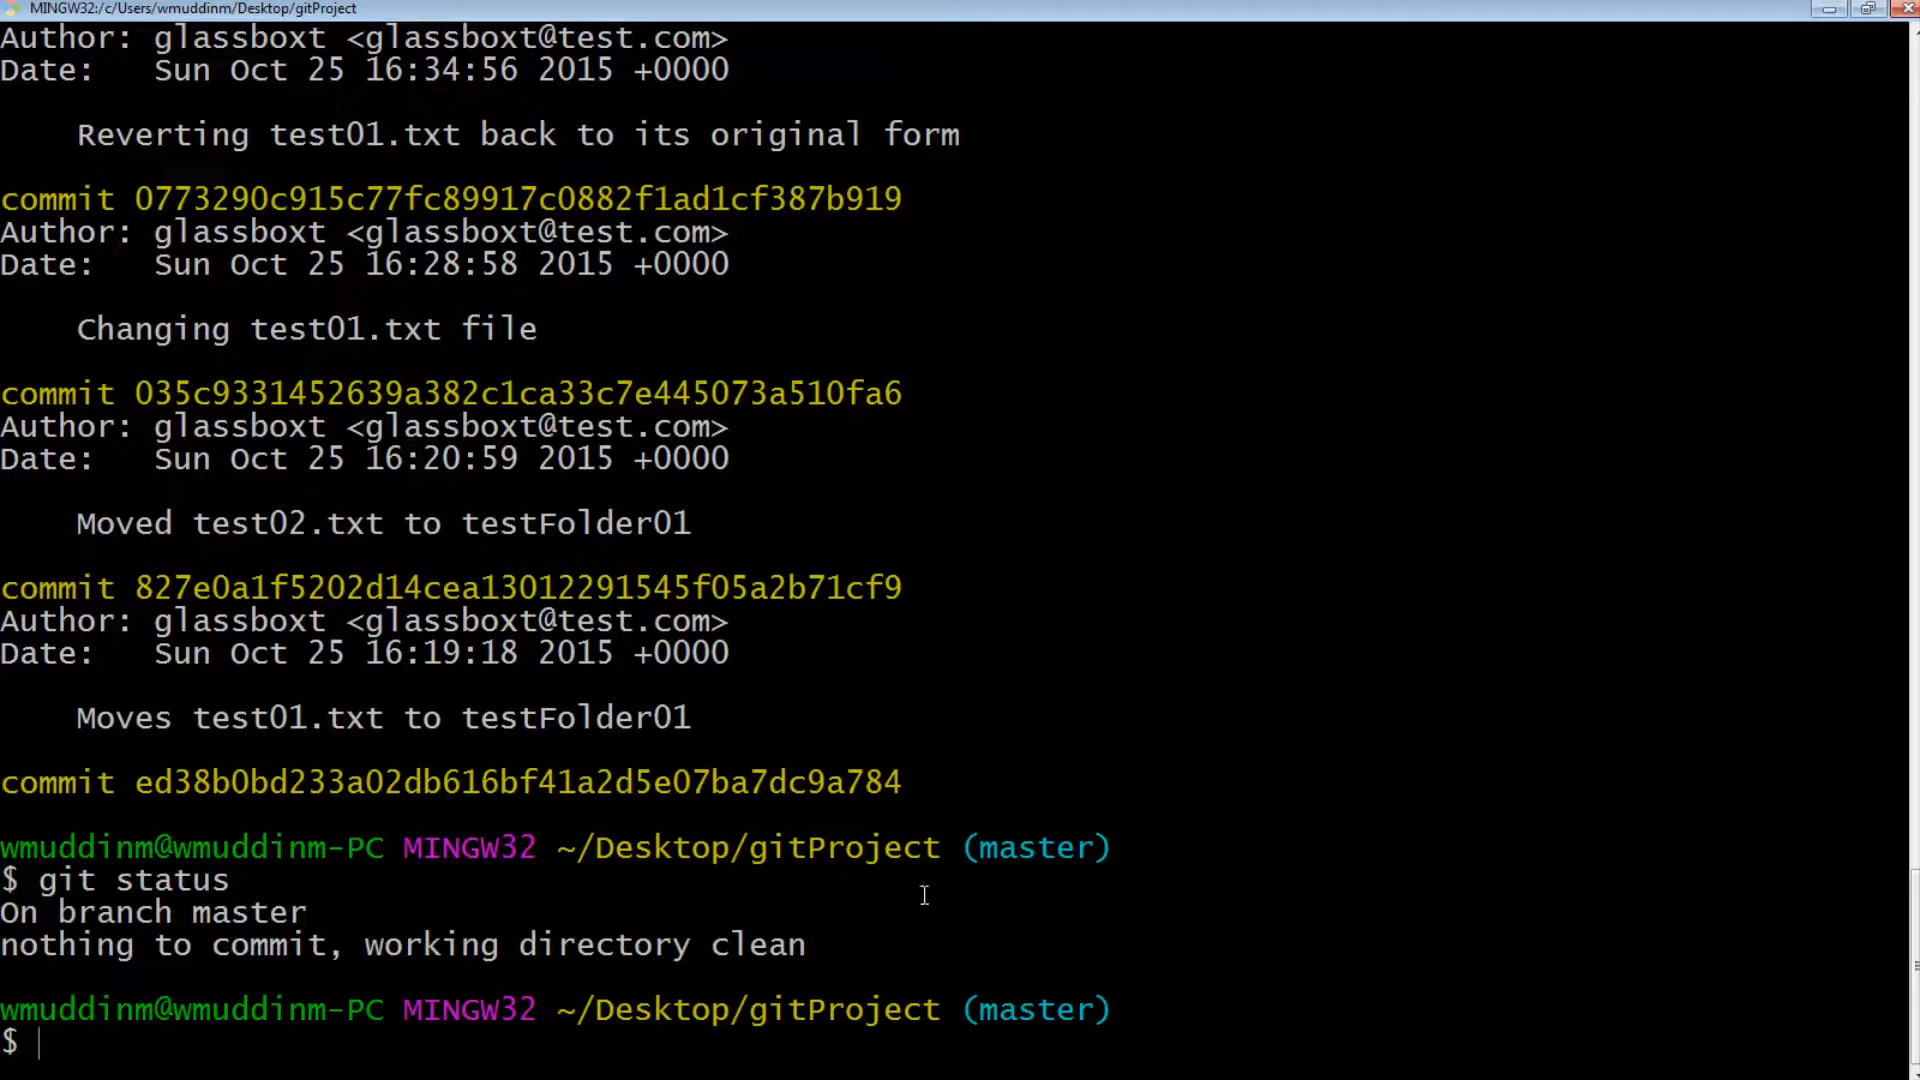 MINGW32:/c/Users/wmuddinm/Desktop/gitProject
Author: glassboxt <glassboxt@test.com>
Date:   Sun Oct 25 16:34:56 2015 +0000
Reverting test01.txt back to its original form
commit 0773290c915c77fc89917c0882f1ad1cf387b919
Author: glassboxt <glassboxt@test.com>
Date:   Sun Oct 25 16:28:58 2015 +0000
Changing test01.txt file
commit 035c9331452639a382c1ca33c7e445073a510fa6
Author: glassboxt <glassboxt@test.com>
Date:   Sun Oct 25 16:20:59 2015 +0000
Moved test02.txt to testFolder01
commit 827e0a1f5202d14cea13012291545f05a2b71cf9
Author: glassboxt <glassboxt@test.com>
Date:   Sun Oct 25 16:19:18 2015 +0000
Moves test01.txt to testFolder01
commit ed38b0bd233a02db616bf41a2d5e07ba7dc9a784
wmuddinm@wmuddinm-PC MINGW32 ~/Desktop/gitProject (master)
$ git status
On branch master
nothing to commit, working directory clean
wmuddinm@wmuddinm-PC MINGW32 ~/Desktop/gitProject (master)
$